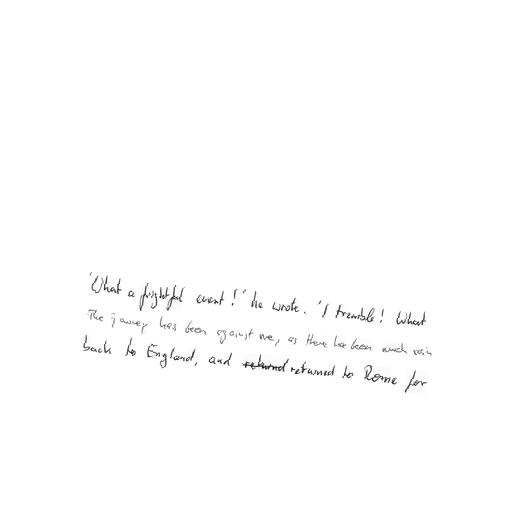 'What a frightful event!' he wrote. 'I tremble! What
The journey has been against me, as there has been much rain
back to England, and returned to Rome for